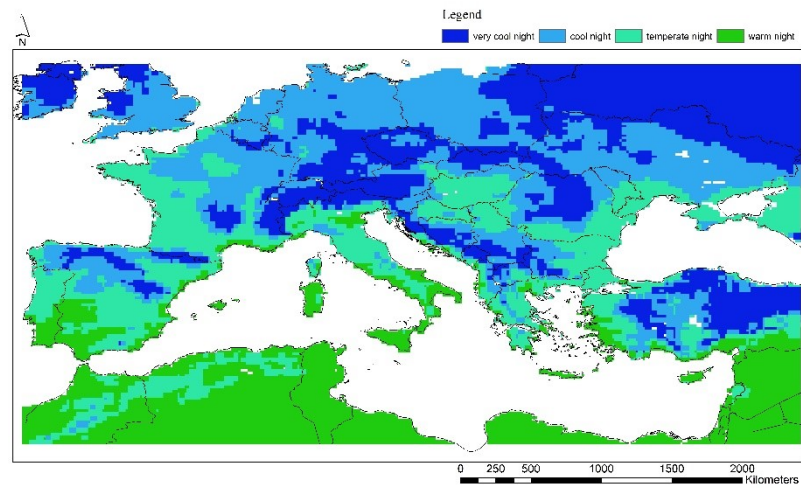 Legend
N
very cool night cool night temperate night warm night
0 250 500 1000 1500 2000
Kilometers